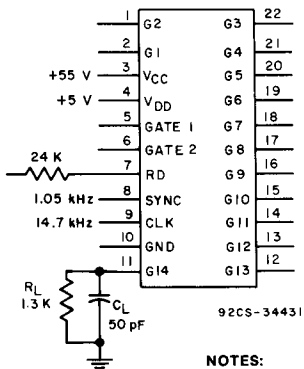 1 G2 G3 22
2 G1 G4 21
+55 V 3 VCC G5 20
+5 V 4 VDD G6 19
5 GATE 1 G7 18
6 GATE 2 G8 17
24 K 7 RD G9 16
1.05 kHz 8 SYNC G10 15
14.7 kHz 9 CLK G11 14
10 GND G12 13
11 G14 G13 12
RL
1.3 K
CL
50 pF
92CS-34431
NOTES: